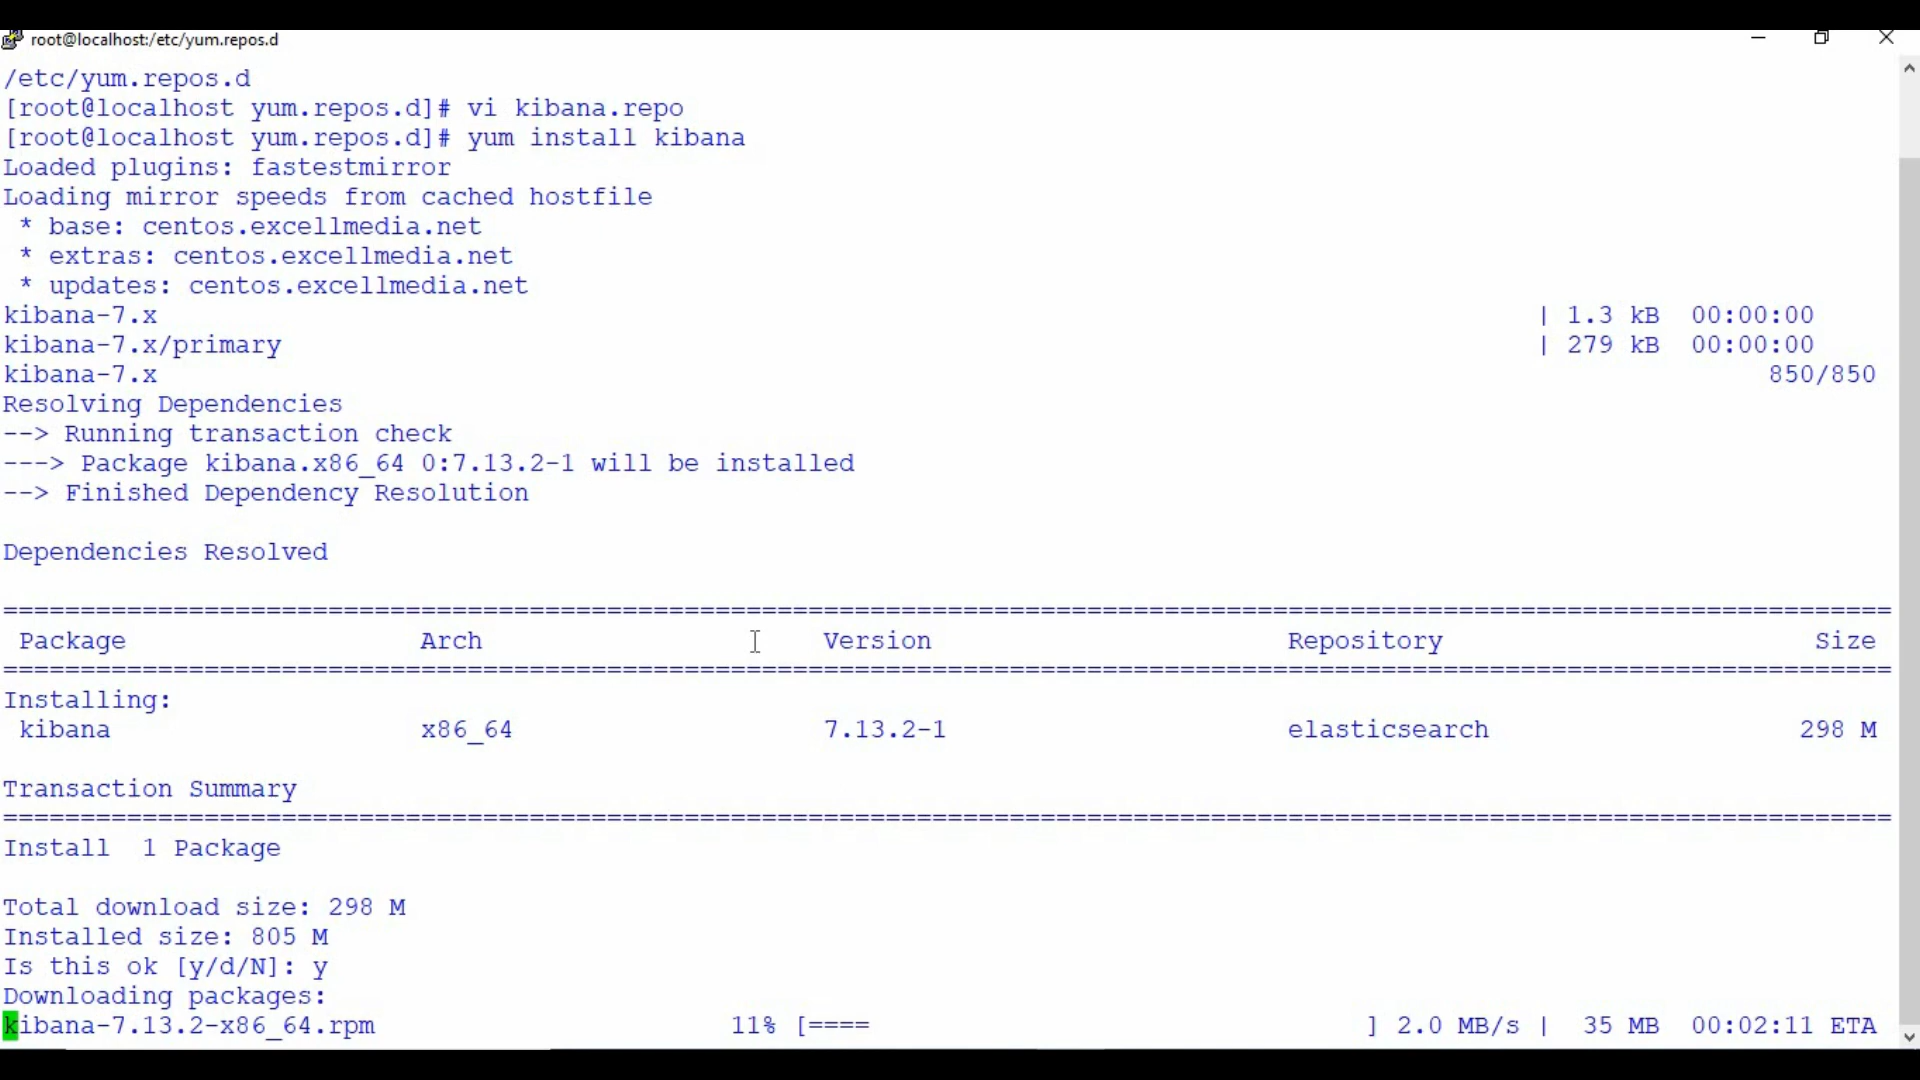 root@localhost:/etc/yum.repos.d
/etc/yum.repos.d
[root@localhost yum.repos.d]# vi kibana.repo
[root@localhost yum.repos.d]# yum install kibana
Loaded plugins: fastestmirror
Loading mirror speeds from cached hostfile
 * base: centos.excellmedia.net
 * extras: centos.excellmedia.net
 * updates: centos.excellmedia.net
kibana-7.x | 1.3 kB 00:00:00
kibana-7.x/primary | 279 kB 00:00:00
kibana-7.x 850/850
Resolving Dependencies
--> Running transaction check
---> Package kibana.x86_64 0:7.13.2-1 will be installed
--> Finished Dependency Resolution
Dependencies Resolved
================================================================================
Package Arch Version Repository Size
================================================================================
Installing:
 kibana x86_64 7.13.2-1 elasticsearch 298 M
Transaction Summary
================================================================================
Install 1 Package
Total download size: 298 M
Installed size: 805 M
Is this ok [y/d/N]: y
Downloading packages:
kibana-7.13.2-x86_64.rpm 11% [==== ] 2.0 MB/s | 35 MB 00:02:11 ETA